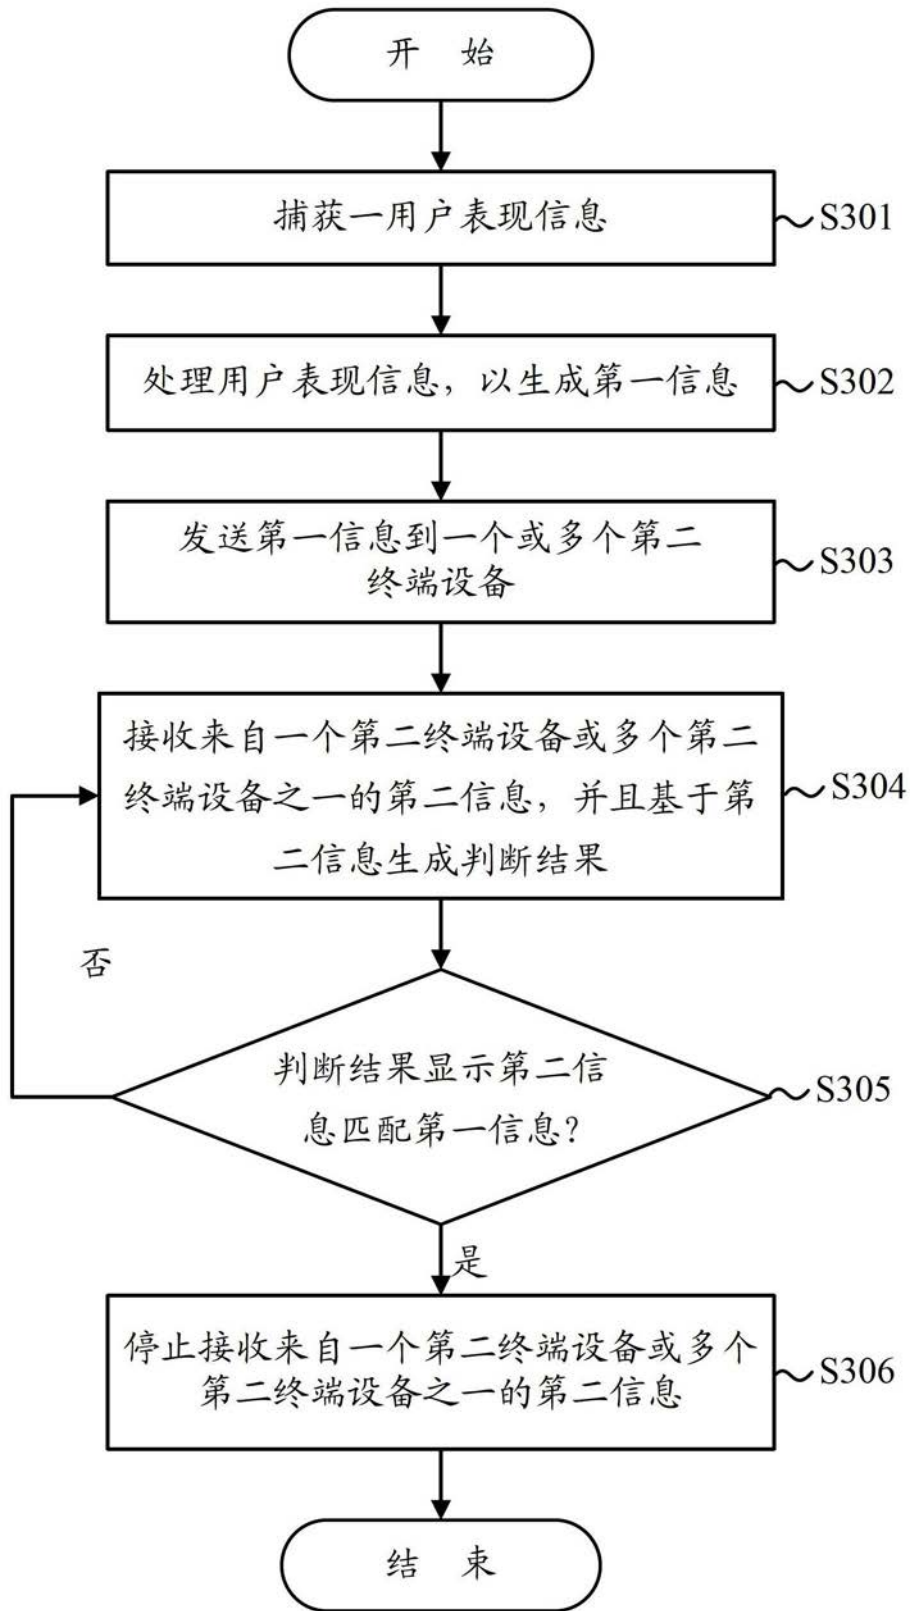 开 始
捕获一用户表现信息
S301
处理用户表现信息，以生成第一信息
S302
发送第一信息到一个或多个第二
终端设备
S303
接收来自一个第二终端设备或多个第二
终端设备之一的第二信息，并且基于第
二信息生成判断结果
S304
否
判断结果显示第二信
息匹配第一信息？
S305
是
停止接收来自一个第二终端设备或多个
第二终端设备之一的第二信息
S306
结 束